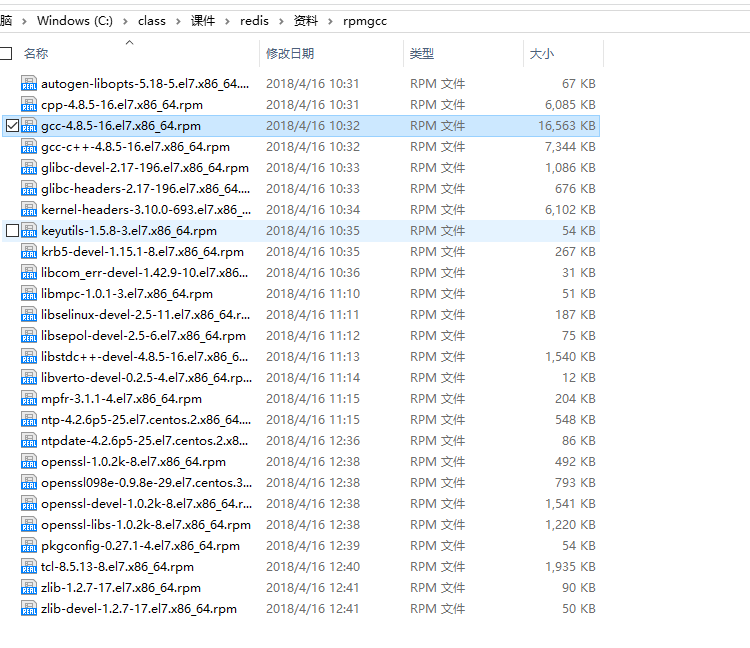 脑 › Windows (C:) › class › 课件 › redis › 资料 › rpmgcc
名称 修改日期 类型 大小
autogen-libopts-5.18-5.el7.x86_64.... 2018/4/16 10:31 RPM 文件 67 KB
cpp-4.8.5-16.el7.x86_64.rpm 2018/4/16 10:31 RPM 文件 6,085 KB
gcc-4.8.5-16.el7.x86_64.rpm 2018/4/16 10:32 RPM 文件 16,563 KB
gcc-c++-4.8.5-16.el7.x86_64.rpm 2018/4/16 10:32 RPM 文件 7,344 KB
glibc-devel-2.17-196.el7.x86_64.rpm 2018/4/16 10:33 RPM 文件 1,086 KB
glibc-headers-2.17-196.el7.x86_64.... 2018/4/16 10:33 RPM 文件 676 KB
kernel-headers-3.10.0-693.el7.x86_... 2018/4/16 10:34 RPM 文件 6,102 KB
keyutils-1.5.8-3.el7.x86_64.rpm 2018/4/16 10:35 RPM 文件 54 KB
krb5-devel-1.15.1-8.el7.x86_64.rpm 2018/4/16 10:35 RPM 文件 267 KB
libcom_err-devel-1.42.9-10.el7.x86... 2018/4/16 10:36 RPM 文件 31 KB
libmpc-1.0.1-3.el7.x86_64.rpm 2018/4/16 11:10 RPM 文件 51 KB
libselinux-devel-2.5-11.el7.x86_64.r... 2018/4/16 11:11 RPM 文件 187 KB
libsepol-devel-2.5-6.el7.x86_64.rpm 2018/4/16 11:12 RPM 文件 75 KB
libstdc++-devel-4.8.5-16.el7.x86_6... 2018/4/16 11:13 RPM 文件 1,540 KB
libverto-devel-0.2.5-4.el7.x86_64.rp... 2018/4/16 11:14 RPM 文件 12 KB
mpfr-3.1.1-4.el7.x86_64.rpm 2018/4/16 11:15 RPM 文件 204 KB
ntp-4.2.6p5-25.el7.centos.2.x86_64.... 2018/4/16 11:15 RPM 文件 548 KB
ntpdate-4.2.6p5-25.el7.centos.2.x8... 2018/4/16 12:36 RPM 文件 86 KB
openssl-1.0.2k-8.el7.x86_64.rpm 2018/4/16 12:38 RPM 文件 492 KB
openssl098e-0.9.8e-29.el7.centos.3... 2018/4/16 12:38 RPM 文件 793 KB
openssl-devel-1.0.2k-8.el7.x86_64.r... 2018/4/16 12:38 RPM 文件 1,541 KB
openssl-libs-1.0.2k-8.el7.x86_64.rpm 2018/4/16 12:38 RPM 文件 1,220 KB
pkgconfig-0.27.1-4.el7.x86_64.rpm 2018/4/16 12:39 RPM 文件 54 KB
tcl-8.5.13-8.el7.x86_64.rpm 2018/4/16 12:40 RPM 文件 1,935 KB
zlib-1.2.7-17.el7.x86_64.rpm 2018/4/16 12:41 RPM 文件 90 KB
zlib-devel-1.2.7-17.el7.x86_64.rpm 2018/4/16 12:41 RPM 文件 50 KB